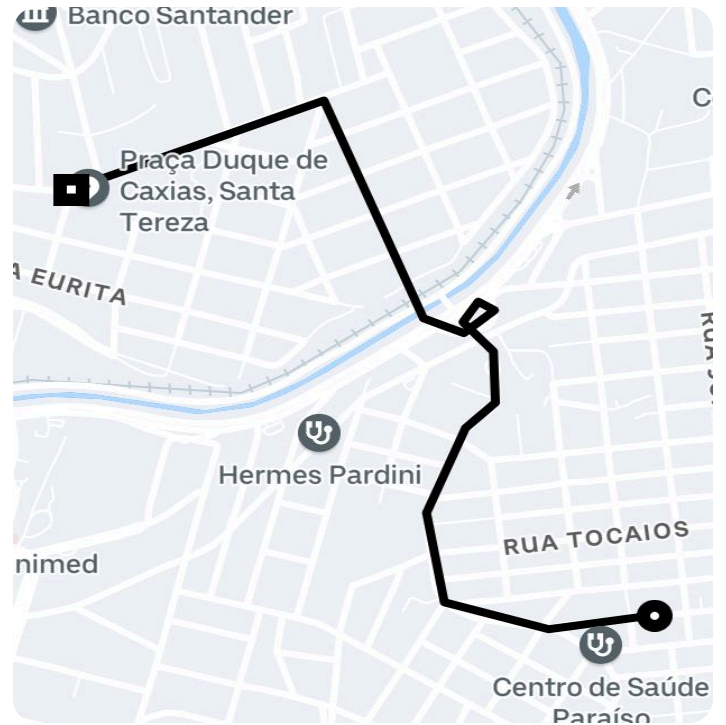 Banco Santander
C
Praça Duque de
Caxias, Santa
Tereza
A EURITA
Hermes Pardini
RUA TOCAIOS
nimed
Centro de Saúde
Paraíso